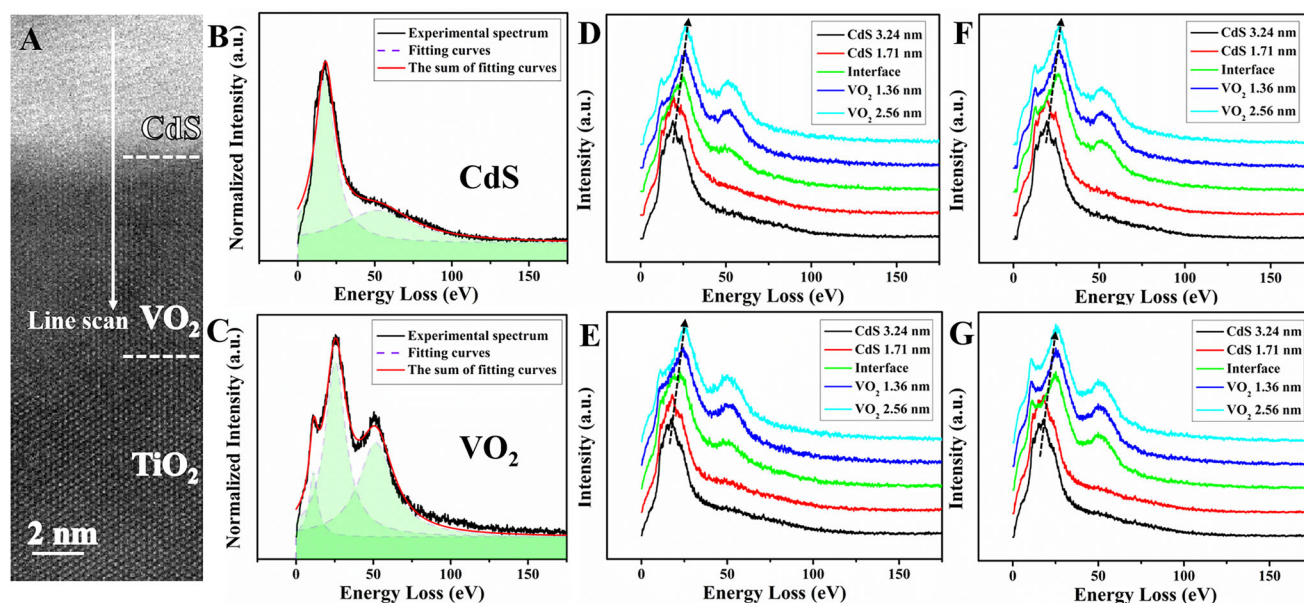 A
CdS
Line scan
VO₂
TiO₂
2 nm
B
Normalized Intensity (a.u.)
Experimental spectrum
Fitting curves
The sum of fitting curves
CdS
0 50 100 150
Energy Loss (eV)
C
Normalized Intensity (a.u.)
Experimental spectrum
Fitting curves
The sum of fitting curves
VO₂
0 50 100 150
Energy Loss (eV)
D
Intensity (a.u.)
CdS 3.24 nm
CdS 1.71 nm
Interface
VO₂ 1.36 nm
VO₂ 2.56 nm
0 50 100 150
Energy Loss (eV)
E
Intensity (a.u.)
CdS 3.24 nm
CdS 1.71 nm
Interface
VO₂ 1.36 nm
VO₂ 2.56 nm
0 50 100 150
Energy Loss (eV)
F
Intensity (a.u.)
CdS 3.24 nm
CdS 1.71 nm
Interface
VO₂ 1.36 nm
VO₂ 2.56 nm
0 50 100 150
Energy Loss (eV)
G
Intensity (a.u.)
CdS 3.24 nm
CdS 1.71 nm
Interface
VO₂ 1.36 nm
VO₂ 2.56 nm
0 50 100 150
Energy Loss (eV)